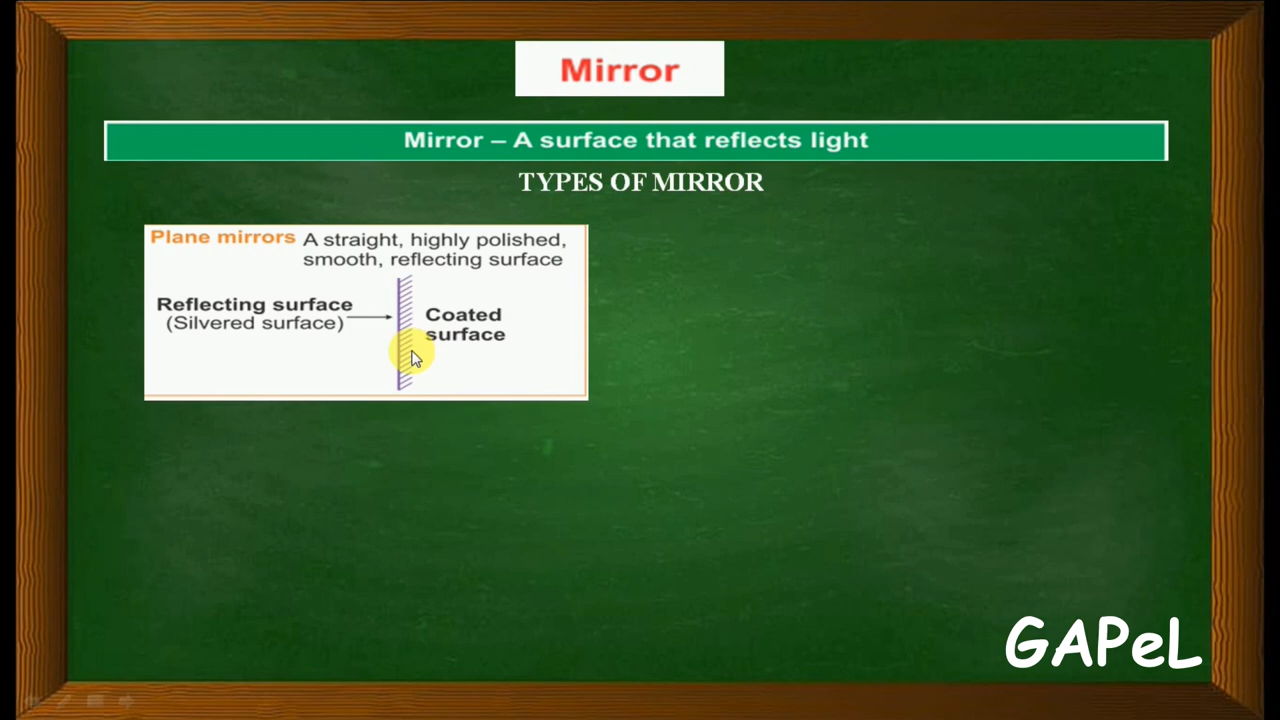 Mirror
Mirror – A surface that reflects light
TYPES OF MIRROR
Plane mirrors A straight, highly polished,
smooth, reflecting surface
Reflecting surface
(Silvered surface)
Coated
surface
GAPeL